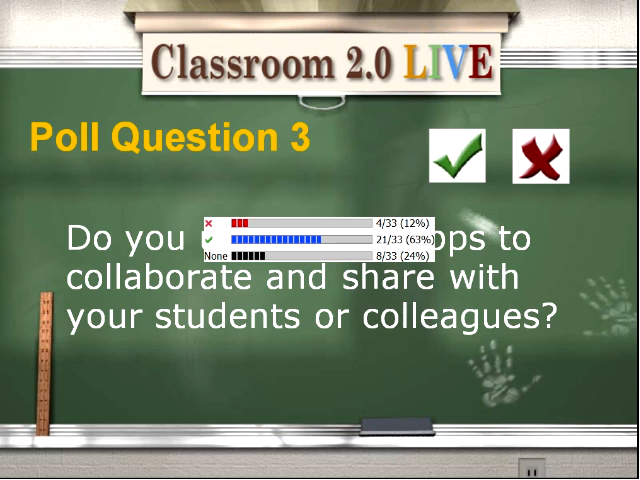 Classroom 2.0 LIVE
Poll Question 3
4/33 (12%)
21/33 (63%)
None 8/33 (24%)
Do you to
collaborate and share with
your students or colleagues?